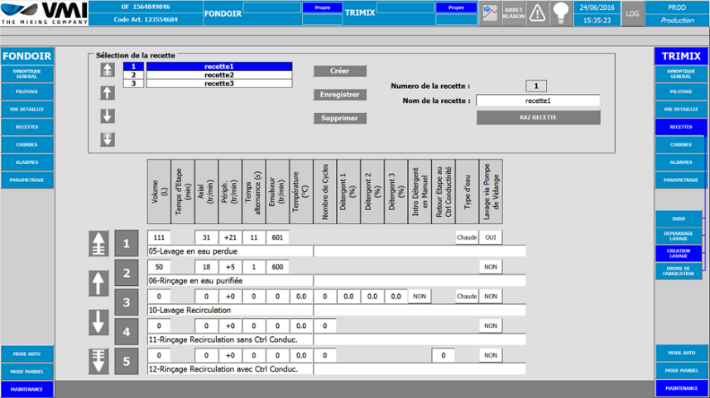 VMI
THE MIXING COMPANY
OF 1564849846
Code Art. 123554684
FONDOIR
Propre
TRIMIX
Propre
ARRET
KLAXON
24/06/2016
15:35:23
LOG
PROD
Production
FONDOIR
SYNOPTIQUE
GENERAL
PILOTAGE
VUE DETAILLEE
RECETTES
COURBES
ALARMES
PARAMETRAGE
MODE AUTO
MODE MANUEL
MAINTENANCE
Sélection de la recette
1 recette1
2 recette2
3 recette3
Créer
Enregistrer
Supprimer
Numero de la recette : 1
Nom de la recette : recette1
RAZ RECETTE
Volume
(L)
Temps d'Etape
(min)
Axial
(tr/min)
Périph
(tr/min)
Temps
alternance (s)
Emulseur
(tr/min)
Température
(°C)
Nombre de Cycles
Détergent 1
(%)
Détergent 2
(%)
Détergent 3
(%)
Intro Détergent
en Manuel
Retour Etape au
Ctrl Conductivité
Type d'eau
Lavage via Pompe
de Vidange
1 111 31 +21 11 601 Chaude OUI
05-Lavage en eau perdue
2 50 18 +5 1 600 NON
06-Rinçage en eau purifiée
3 0 0 +0 0 0 0.0 0 0.0 0.0 0.0 NON Chaude NON
10-Lavage Recirculation
4 0 0 +0 0 0 0.0 0 NON
11-Rinçage Recirculation sans Ctrl Conduc.
5 0 0 +0 0 0 0.0 0 0 NON
12-Rinçage Recirculation avec Ctrl Conduc.
TRIMIX
SYNOPTIQUE
GENERAL
PILOTAGE
VUE DETAILLEE
RECETTES
COURBES
ALARMES
PARAMETRAGE
SUIVI
DEMARRAGE
LAVAGE
CREATION
LAVAGE
ORDRE DE
FABRICATION
MODE AUTO
MODE MANUEL
MAINTENANCE